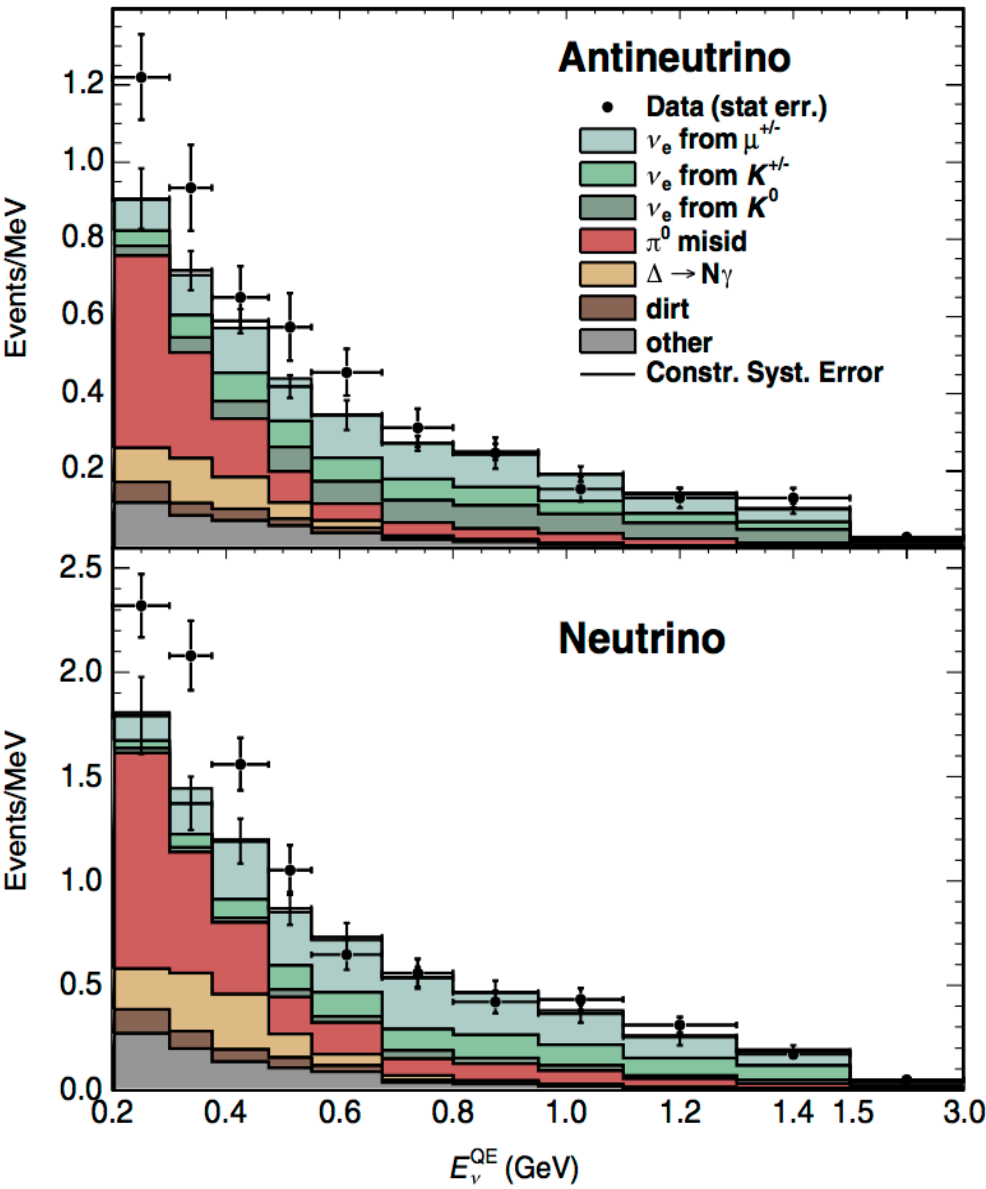 Antineutrino
Data (stat err.)
νe from μ+/-
νe from K+/-
νe from K0
π0 misid
Δ → Nγ
dirt
other
Constr. Syst. Error
Events/MeV
1.2
1.0
0.8
0.6
0.4
0.2
Neutrino
Events/MeV
2.5
2.0
1.5
1.0
0.5
0.0
0.2 0.4 0.6 0.8 1.0 1.2 1.4 1.5 3.0
EνQE (GeV)